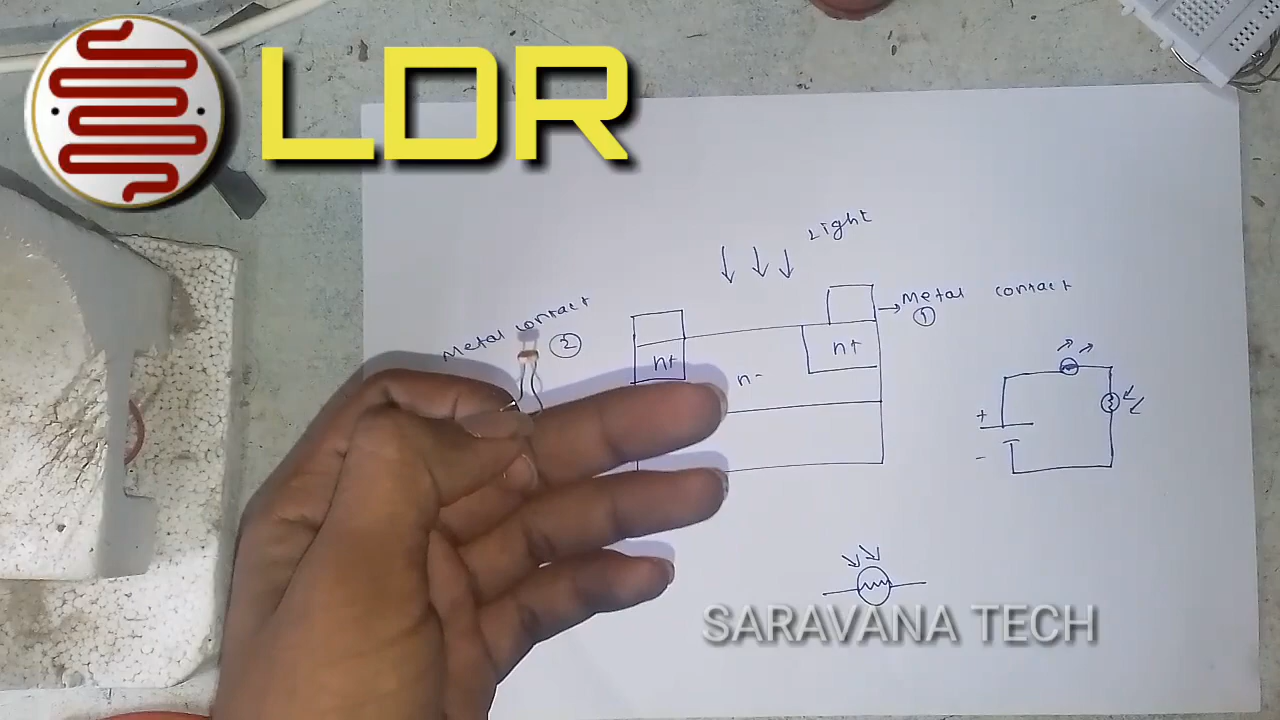 LDR
Light
Metal contact
①
Metal contact
②
n+
n+
n-
+
-
SARAVANA TECH